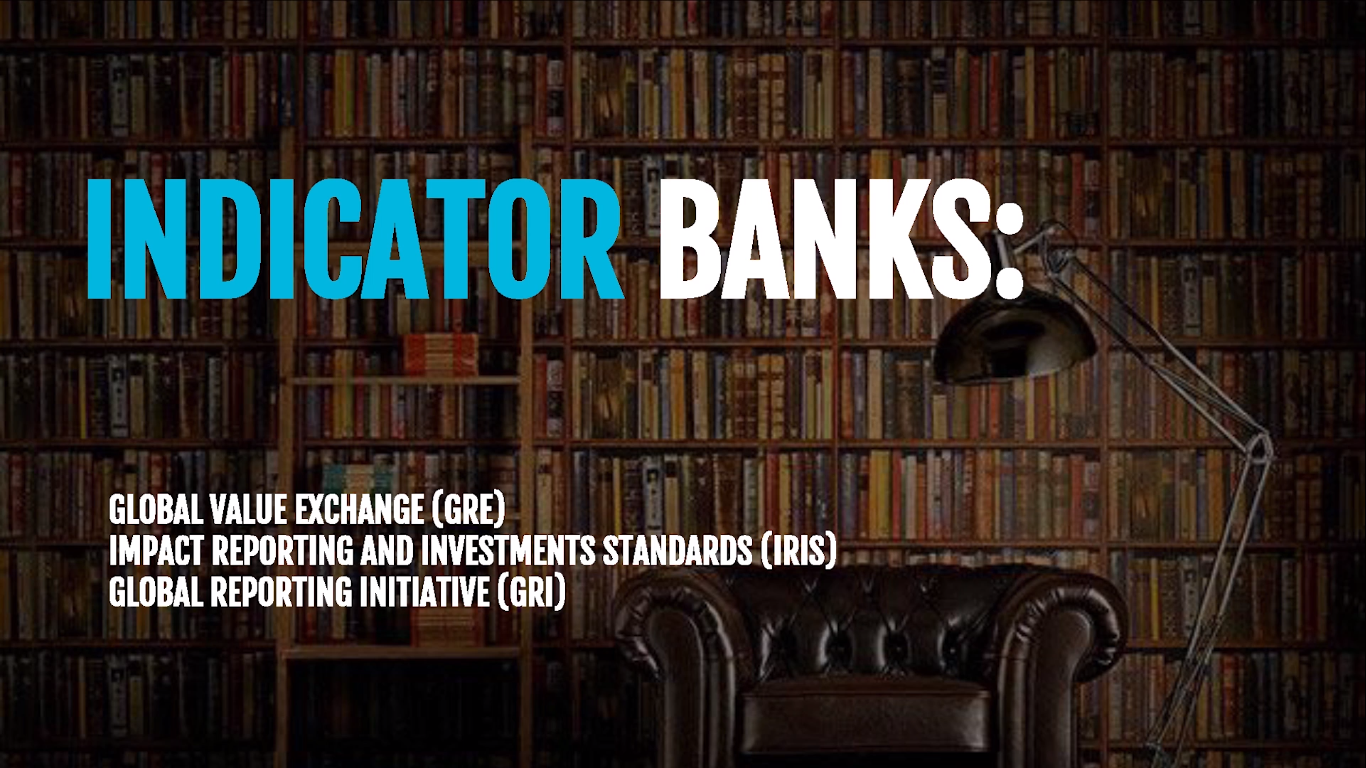 INDICATOR BANKS:
GLOBAL VALUE EXCHANGE (GRE)
IMPACT REPORTING AND INVESTMENTS STANDARDS (IRIS)
GLOBAL REPORTING INITIATIVE (GRI)